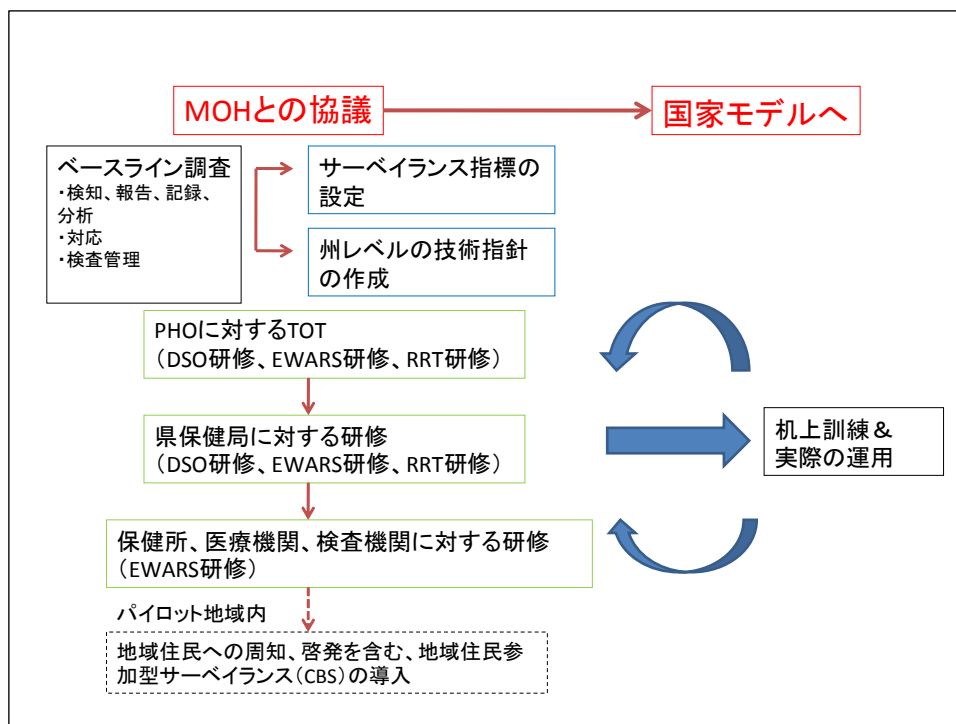 MOHとの協議
国家モデルへ
ベースライン調査
・検知、報告、記録、
分析
・対応
・検査管理
サーベイランス指標の
設定
州レベルの技術指針
の作成
PHOに対するTOT
（DSO研修、EWARS研修、RRT研修）
県保健局に対する研修
（DSO研修、EWARS研修、RRT研修）
机上訓練＆
実際の運用
保健所、医療機関、検査機関に対する研修
（EWARS研修）
パイロット地域内
地域住民への周知、啓発を含む、地域住民参
加型サーベイランス（CBS）の導入